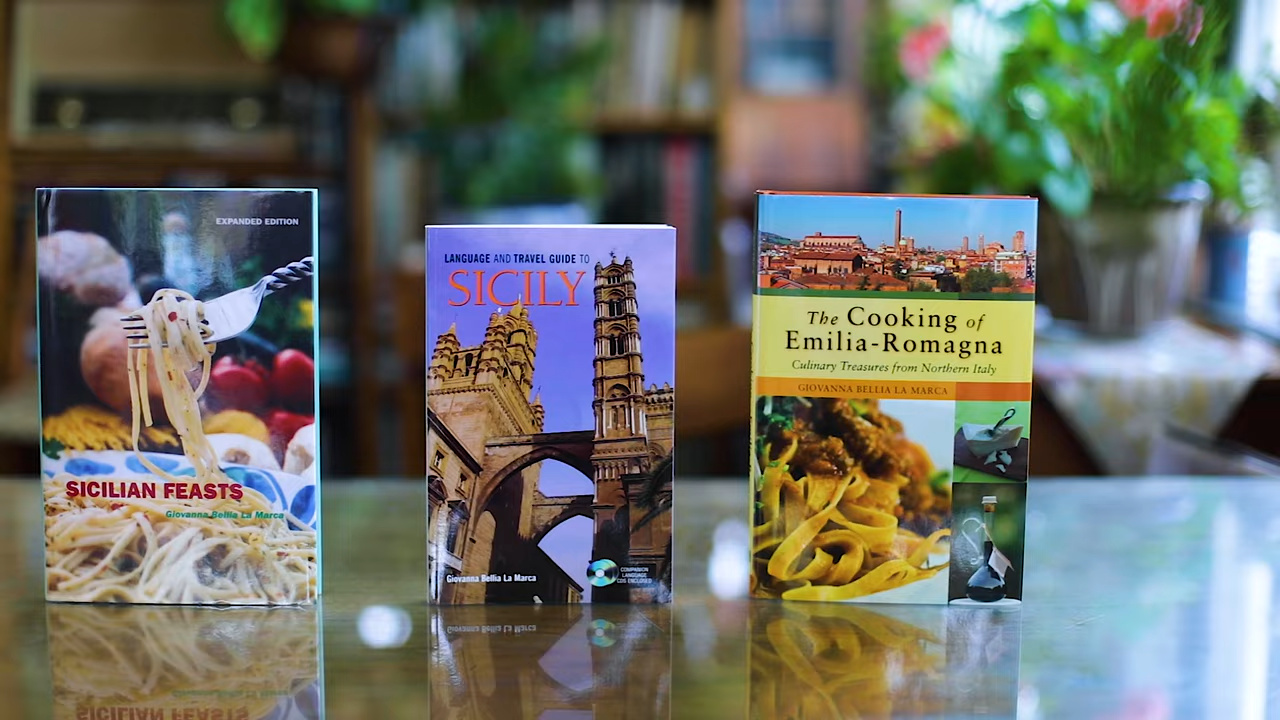 EXPANDED EDITION
SICILIAN FEASTS
Giovanna Bellia La Marca
LANGUAGE AND TRAVEL GUIDE TO
SICILY
Giovanna Bellia La Marca
COMPANION
LANGUAGE
CDS ENCLOSED
The Cooking of
Emilia-Romagna
Culinary Treasures from Northern Italy
GIOVANNA BELLIA LA MARCA